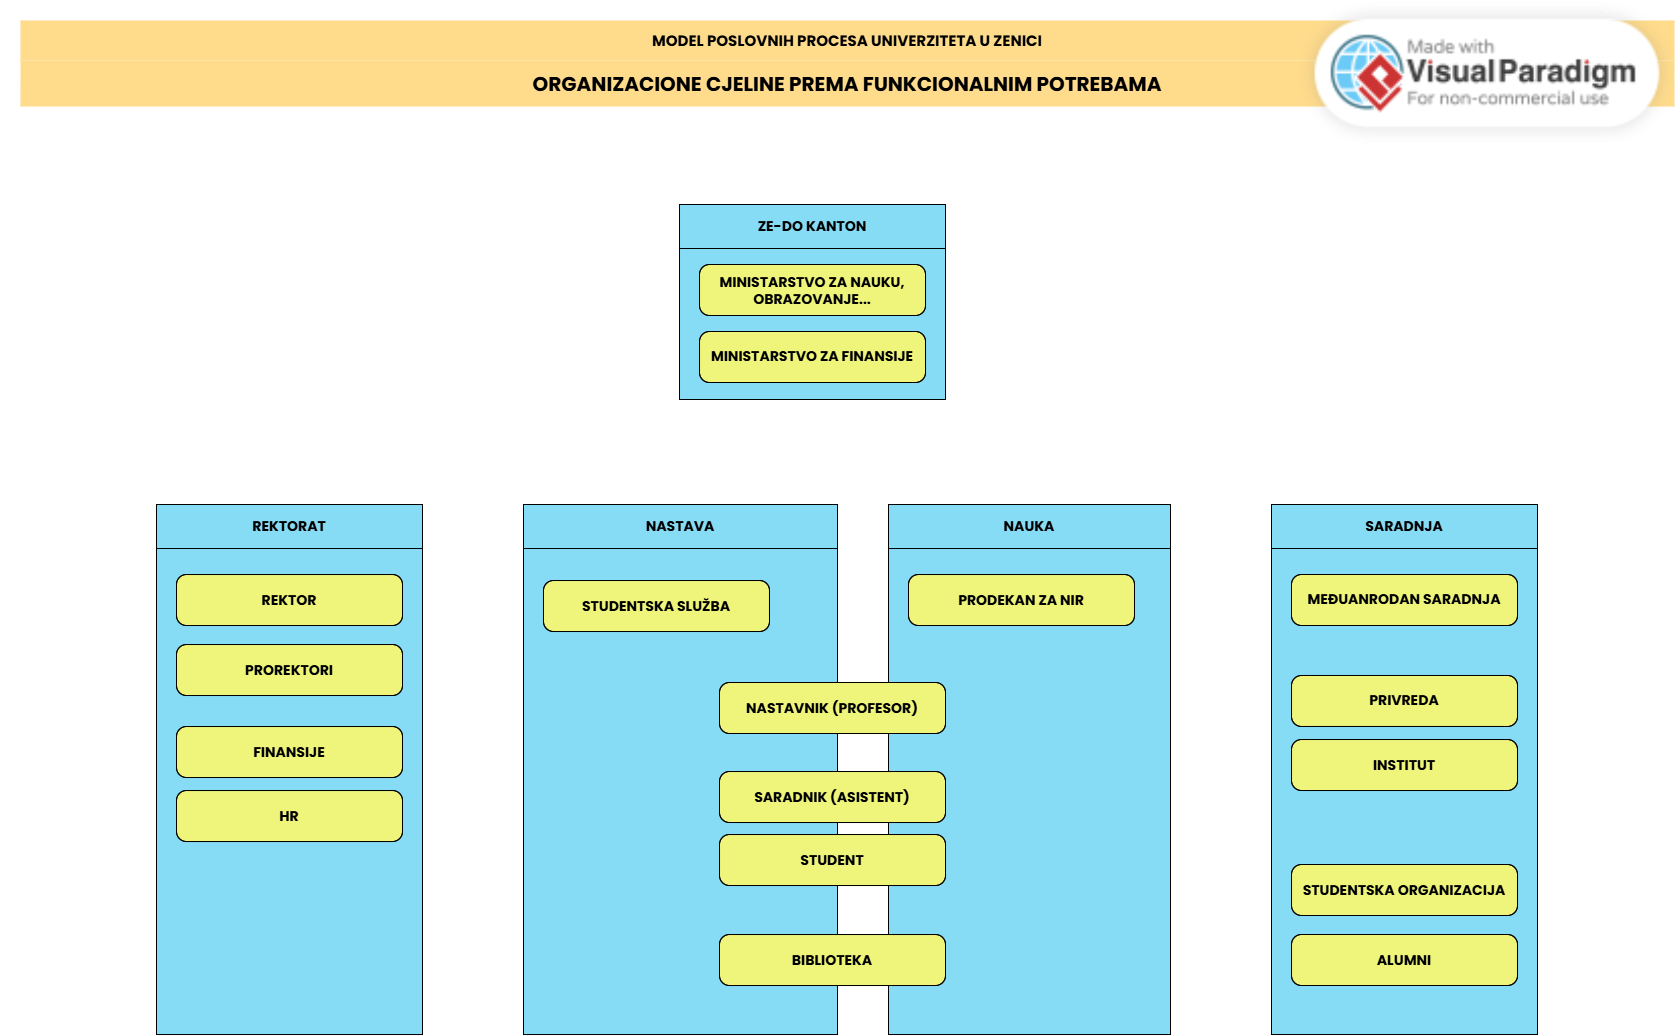 MODEL POSLOVNIH PROCESA UNIVERZITETA U ZENICI
ORGANIZACIONE CJELINE PREMA FUNKCIONALNIM POTREBAMA
Made with
Visual Paradigm
For non-commercial use
ZE-DO KANTON
MINISTARSTVO ZA NAUKU,
OBRAZOVANJE...
MINISTARSTVO ZA FINANSIJE
REKTORAT
REKTOR
PROREKTORI
FINANSIJE
HR
NASTAVA
STUDENTSKA SLUŽBA
NAUKA
PRODEKAN ZA NIR
NASTAVNIK (PROFESOR)
SARADNIK (ASISTENT)
STUDENT
BIBLIOTEKA
SARADNJA
MEĐUANRODAN SARADNJA
PRIVREDA
INSTITUT
STUDENTSKA ORGANIZACIJA
ALUMNI